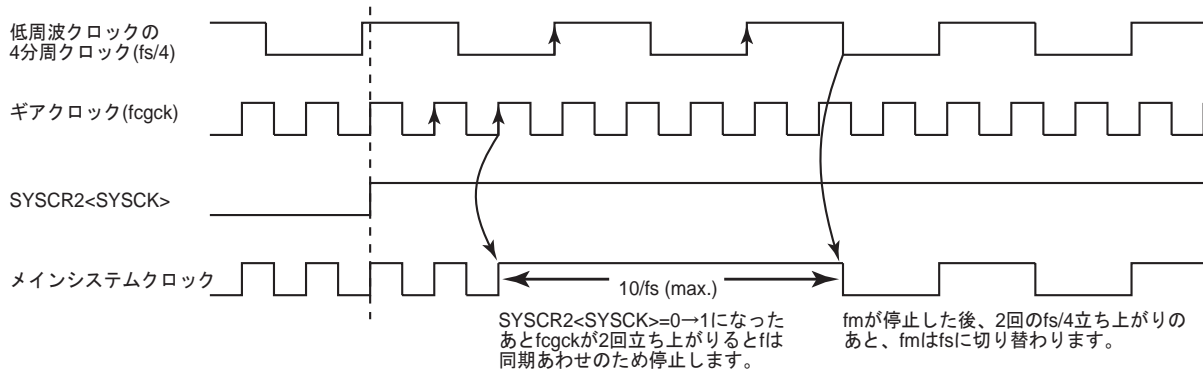 低周波クロックの
4分周クロック(fs/4)
ギアクロック(fcgck)
SYSCR2<SYSCK>
メインシステムクロック
10/fs (max.)
SYSCR2<SYSCK>=0→1になった
あとfcgckが2回立ち上がりるとfは
同期あわせのため停止します。
fmが停止した後、2回のfs/4立ち上がりの
あと、fmはfsに切り替わります。